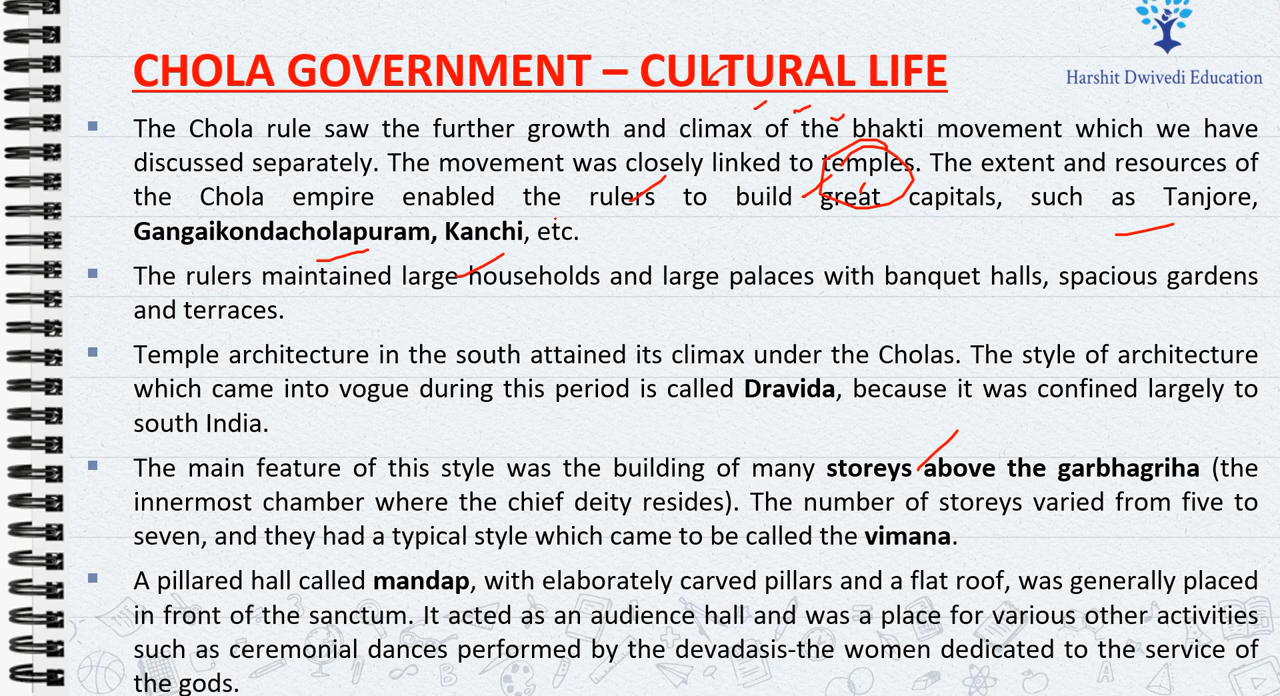 CHOLA GOVERNMENT – CULTURAL LIFE
Harshit Dwivedi Education
The Chola rule saw the further growth and climax of the bhakti movement which we have
discussed separately. The movement was closely linked to temples. The extent and resources of
the Chola empire enabled the rulers to build great capitals, such as Tanjore,
Gangaikondacholapuram, Kanchi, etc.
The rulers maintained large households and large palaces with banquet halls, spacious gardens
and terraces.
Temple architecture in the south attained its climax under the Cholas. The style of architecture
which came into vogue during this period is called Dravida, because it was confined largely to
south India.
The main feature of this style was the building of many storeys above the garbhagriha (the
innermost chamber where the chief deity resides). The number of storeys varied from five to
seven, and they had a typical style which came to be called the vimana.
A pillared hall called mandap, with elaborately carved pillars and a flat roof, was generally placed
in front of the sanctum. It acted as an audience hall and was a place for various other activities
such as ceremonial dances performed by the devadasis-the women dedicated to the service of
the gods.